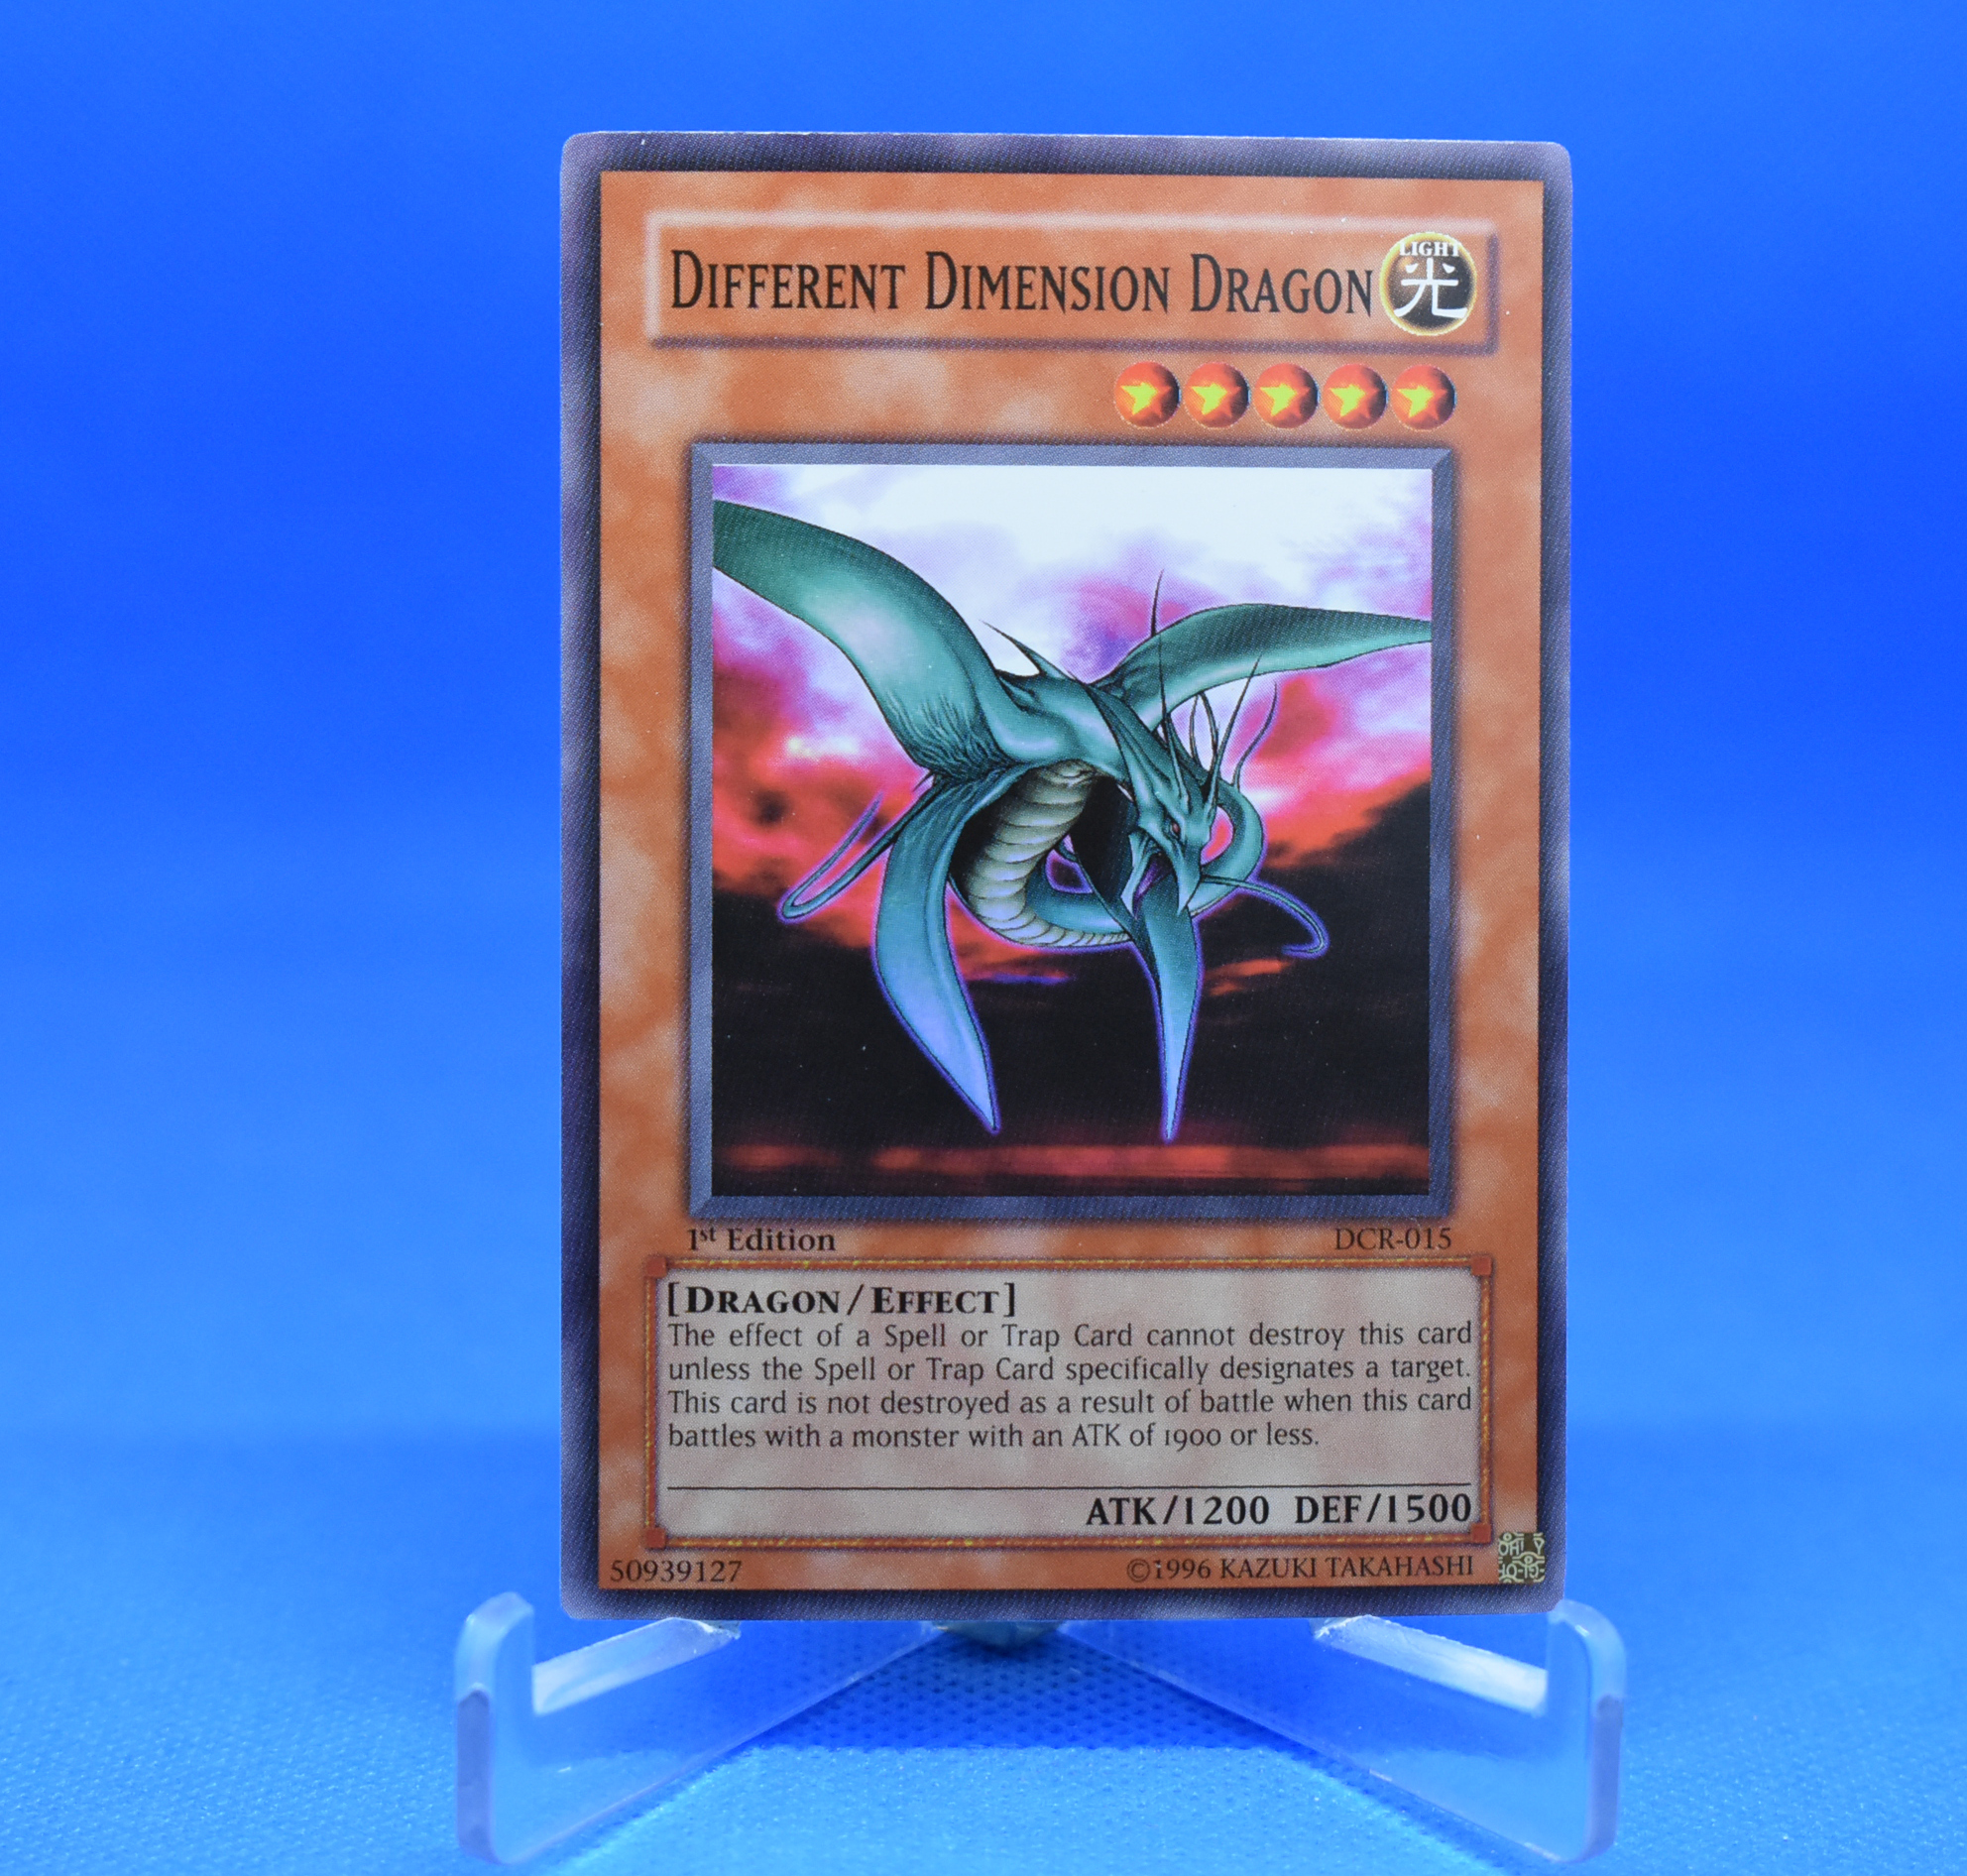 DIFFERENT DIMENSION DRAGON
LIGHT
光
1st Edition
DCR-015
[DRAGON/EFFECT]
The effect of a Spell or Trap Card cannot destroy this card
unless the Spell or Trap Card specifically designates a target.
This card is not destroyed as a result of battle when this card
battles with a monster with an ATK of 1900 or less.
ATK/1200 DEF/1500
50939127
©1996 KAZUKI TAKAHASHI